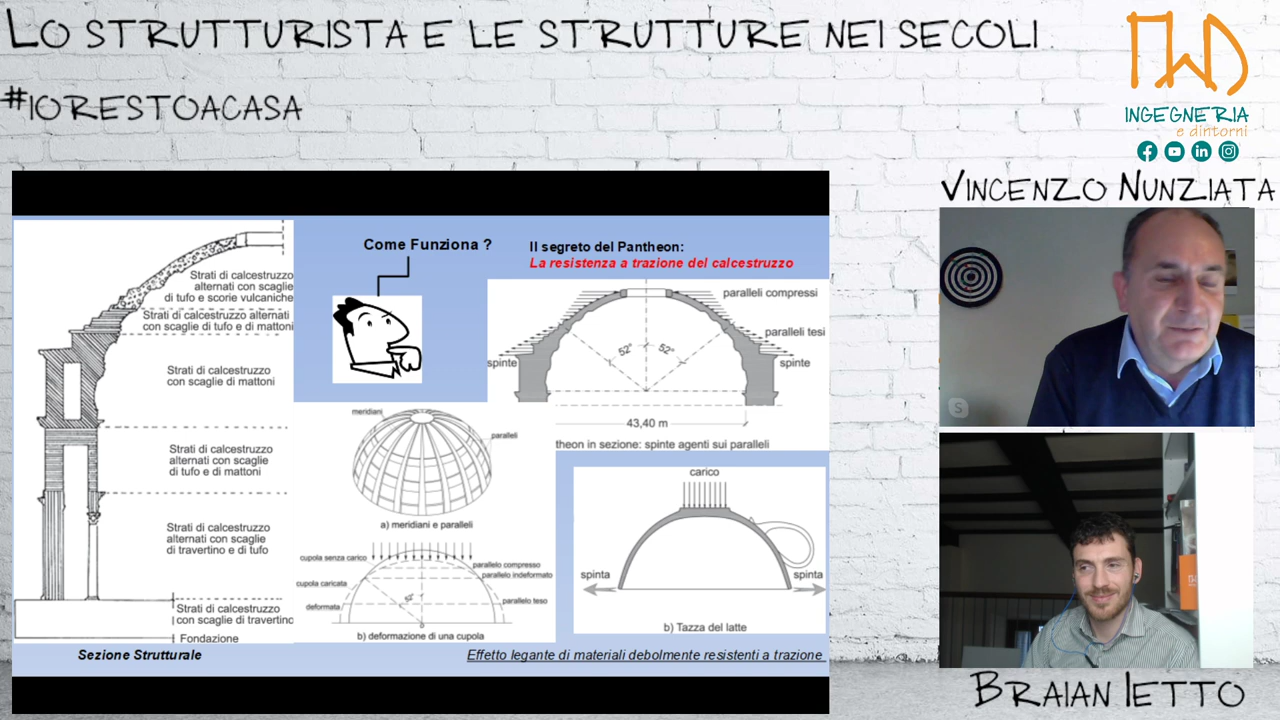 LO STRUTTURISTA E LE STRUTTURE NEI SECOLI
#IORESTOACASA
INGEGNERIA
e dintorni
VINCENZO NUNZIATA
Come Funziona ?
Il segreto del Pantheon:
La resistenza a trazione del calcestruzzo
Strati di calcestruzzo
alternati con scaglie
di tufo e scorie vulcaniche
Strati di calcestruzzo alternati
con scaglie di tufo e di mattoni
Strati di calcestruzzo
con scaglie di mattoni
Strati di calcestruzzo
alternati con scaglie
di tufo e di mattoni
Strati di calcestruzzo
alternati con scaglie
di travertino e di tufo
Strati di calcestruzzo
con scaglie di travertino
Fondazione
Sezione Strutturale
paralleli compressi
paralleli tesi
52° 52°
spinte
spinte
43,40 m
theon in sezione: spinte agenti sui paralleli
meridiani
paralleli
a) meridiani e paralleli
cupola senza carico
parallelo compresso
parallelo indeformato
cupola caricata
52°
deformata
parallelo teso
b) deformazione di una cupola
carico
spinta
spinta
b) Tazza del latte
Effetto legante di materiali debolmente resistenti a trazione
S
BRAIAN IETTO